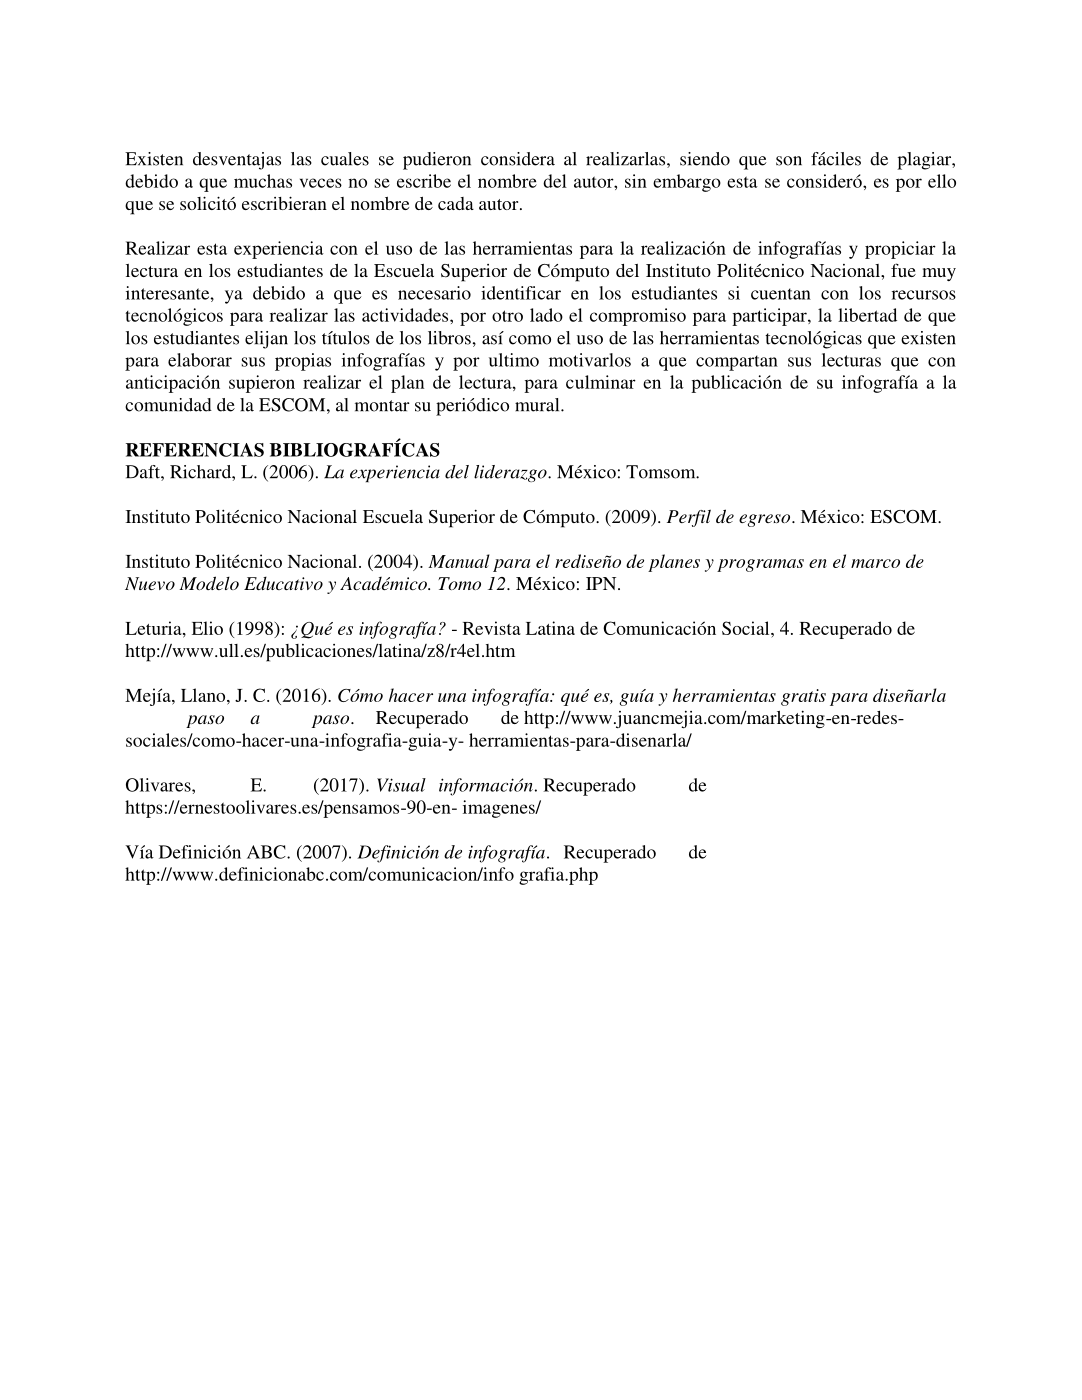 Existen desventajas las cuales se pudieron considera al realizarlas, siendo que son fáciles de plagiar,
debido a que muchas veces no se escribe el nombre del autor, sin embargo esta se consideró, es por ello
que se solicitó escribieran el nombre de cada autor.
Realizar esta experiencia con el uso de las herramientas para la realización de infografías y propiciar la
lectura en los estudiantes de la Escuela Superior de Cómputo del Instituto Politécnico Nacional, fue muy
interesante, ya debido a que es necesario identificar en los estudiantes si cuentan con los recursos
tecnológicos para realizar las actividades, por otro lado el compromiso para participar, la libertad de que
los estudiantes elijan los títulos de los libros, así como el uso de las herramientas tecnológicas que existen
para elaborar sus propias infografías y por ultimo motivarlos a que compartan sus lecturas que con
anticipación supieron realizar el plan de lectura, para culminar en la publicación de su infografía a la
comunidad de la ESCOM, al montar su periódico mural.
REFERENCIAS BIBLIOGRAFÍCAS
Daft, Richard, L. (2006). La experiencia del liderazgo. México: Tomsom.
Instituto Politécnico Nacional Escuela Superior de Cómputo. (2009). Perfil de egreso. México: ESCOM.
Instituto Politécnico Nacional. (2004). Manual para el rediseño de planes y programas en el marco de
Nuevo Modelo Educativo y Académico. Tomo 12. México: IPN.
Leturia, Elio (1998): ¿Qué es infografía? - Revista Latina de Comunicación Social, 4. Recuperado de
http://www.ull.es/publicaciones/latina/z8/r4el.htm
Mejía, Llano, J. C. (2016). Cómo hacer una infografía: qué es, guía y herramientas gratis para diseñarla
paso a paso. Recuperado de http://www.juancmejia.com/marketing-en-redes-
sociales/como-hacer-una-infografia-guia-y- herramientas-para-disenarla/
Olivares, E. (2017). Visual información. Recuperado de
https://ernestoolivares.es/pensamos-90-en- imagenes/
Vía Definición ABC. (2007). Definición de infografía. Recuperado de
http://www.definicionabc.com/comunicacion/info grafia.php